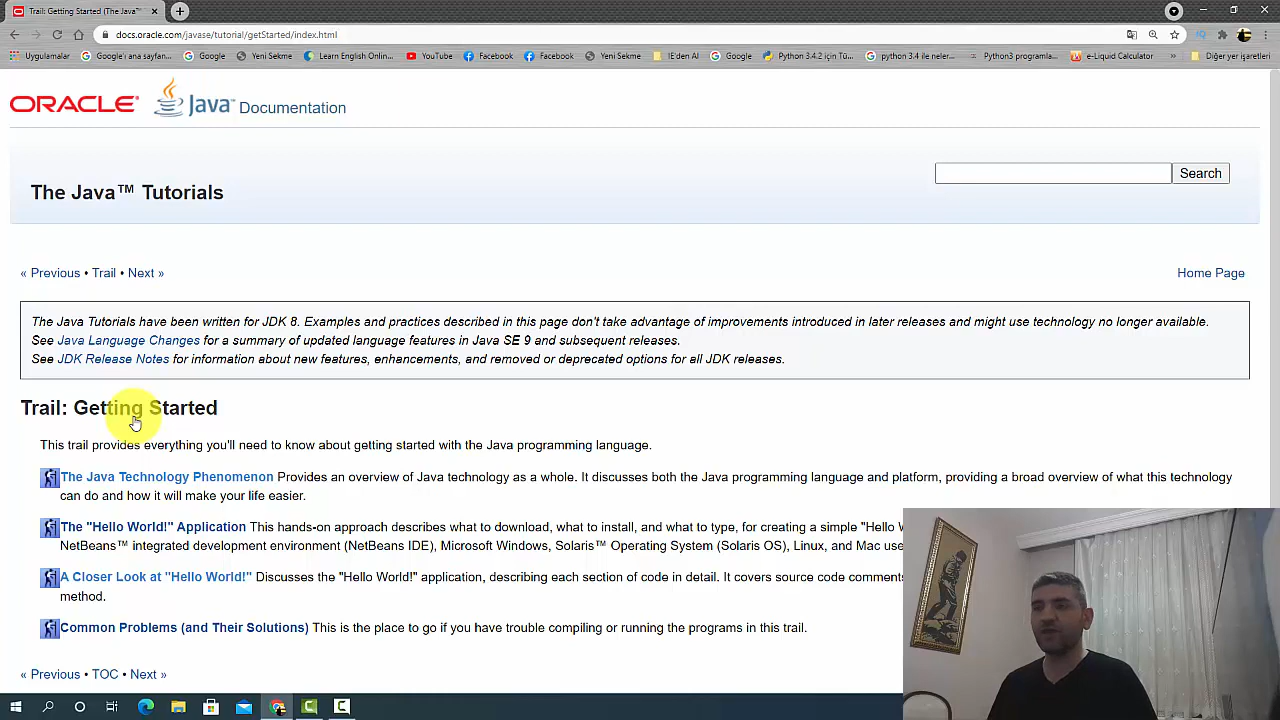 Trail: Getting Started (The Java™
docs.oracle.com/javase/tutorial/getStarted/index.html
Uygulamalar Google'ı ana sayfan... Google Yeni Sekme Learn English Onlin... YouTube Facebook Facebook Yeni Sekme IE'den Al Google Python 3.4.2 için Tü... python 3.4 ile neler... Python3 programla... e-Liquid Calculator » Diğer yer işaretleri
ORACLE Java™ Documentation
Search
The Java™ Tutorials
« Previous • Trail • Next » Home Page
The Java Tutorials have been written for JDK 8. Examples and practices described in this page don't take advantage of improvements introduced in later releases and might use technology no longer available.
See Java Language Changes for a summary of updated language features in Java SE 9 and subsequent releases.
See JDK Release Notes for information about new features, enhancements, and removed or deprecated options for all JDK releases.
Trail: Getting Started
This trail provides everything you'll need to know about getting started with the Java programming language.
The Java Technology Phenomenon Provides an overview of Java technology as a whole. It discusses both the Java programming language and platform, providing a broad overview of what this technology
can do and how it will make your life easier.
The "Hello World!" Application This hands-on approach describes what to download, what to install, and what to type, for creating a simple "Hello W
NetBeans™ integrated development environment (NetBeans IDE), Microsoft Windows, Solaris™ Operating System (Solaris OS), Linux, and Mac use
A Closer Look at "Hello World!" Discusses the "Hello World!" application, describing each section of code in detail. It covers source code comments
method.
Common Problems (and Their Solutions) This is the place to go if you have trouble compiling or running the programs in this trail.
« Previous • TOC • Next »